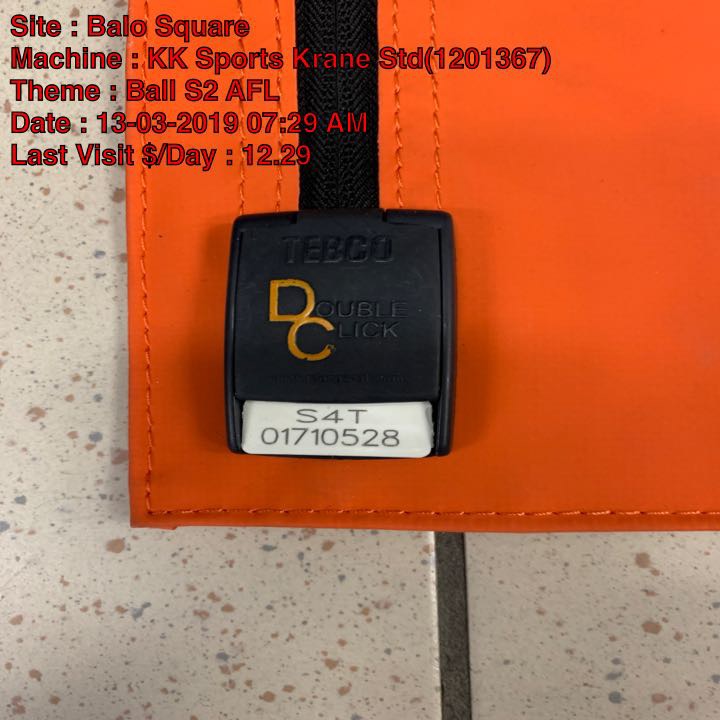 Site : Balo Square
Machine : KK Sports Krane Std(1201367)
Theme : Ball S2 AFL
Date : 13-03-2019 07:29 AM
Last Visit $/Day : 12.29
TEBCO
DOUBLE
CLICK
S4T
01710528